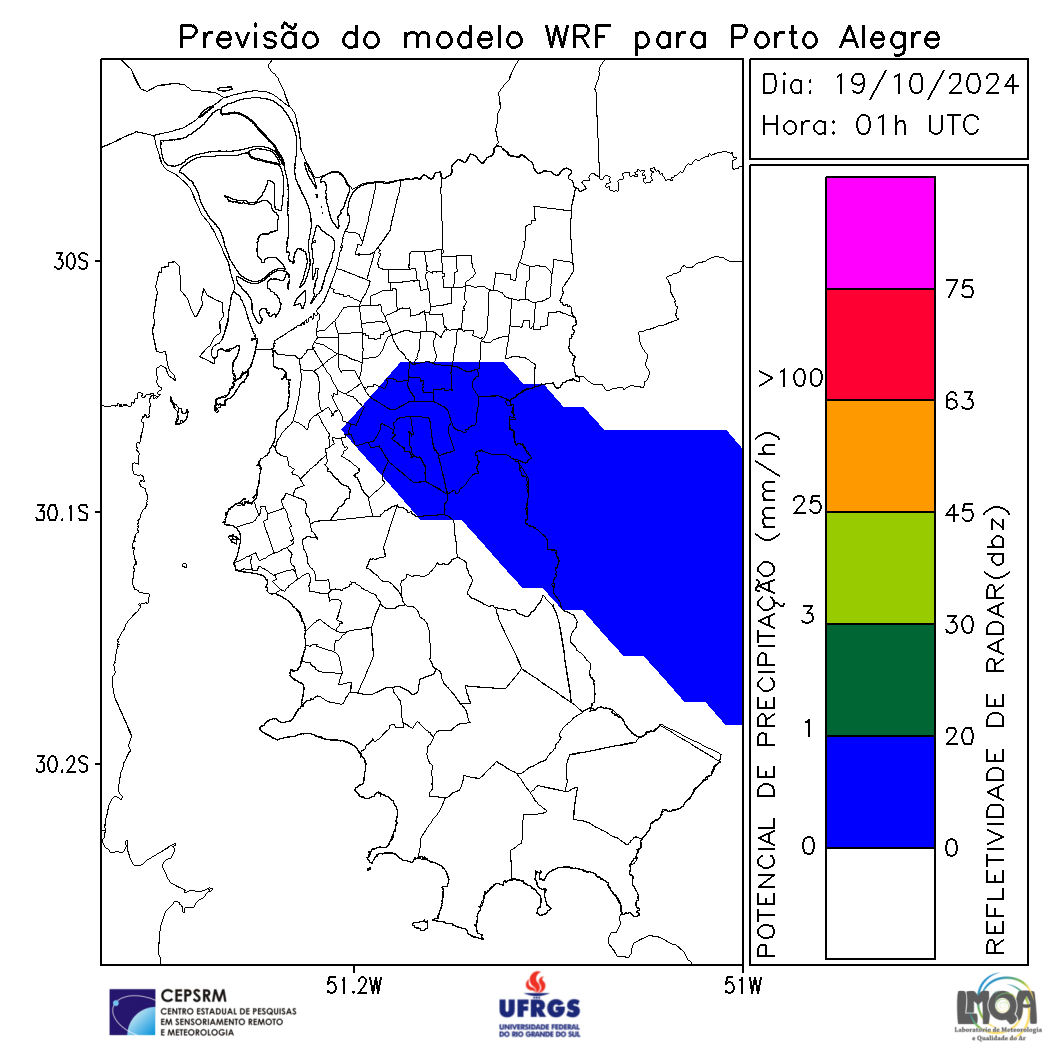 Previsão do modelo WRF para Porto Alegre
Dia: 19/10/2024
Hora: 01h UTC
30S
30.1S
30.2S
51.2W
51W
POTENCIAL DE PRECIPITAÇÃO (mm/h)
>100
25
3
1
0
75
63
45
30
20
0
REFLETIVIDADE DE RADAR(dbz)
CEPSRM
CENTRO ESTADUAL DE PESQUISAS
EM SENSORIAMENTO REMOTO
E METEOROLOGIA
UFRGS
UNIVERSIDADE FEDERAL
DO RIO GRANDE DO SUL
LMQA
Laboratório de Meteorologia
e Qualidade do Ar